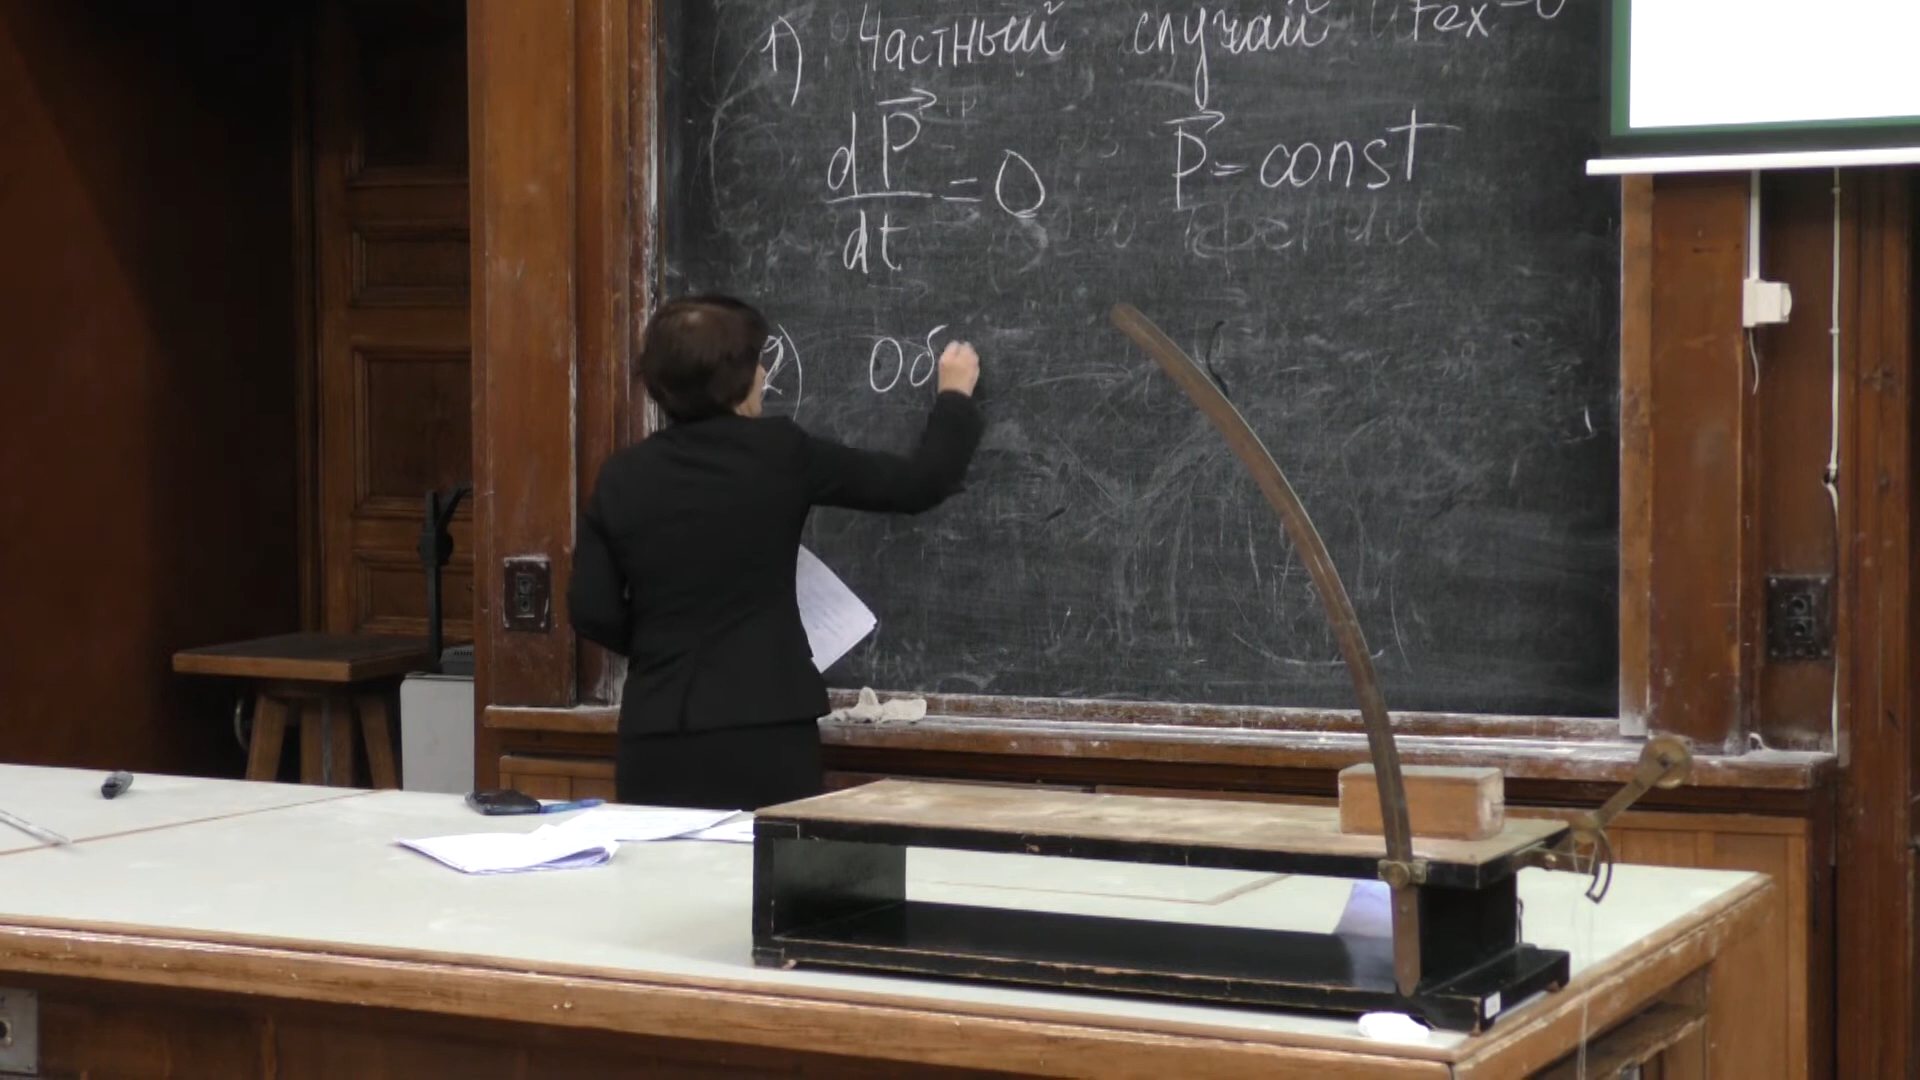 1) Частный случай Fex=0
dP⃗/dt = 0 P⃗ = const
2) Об